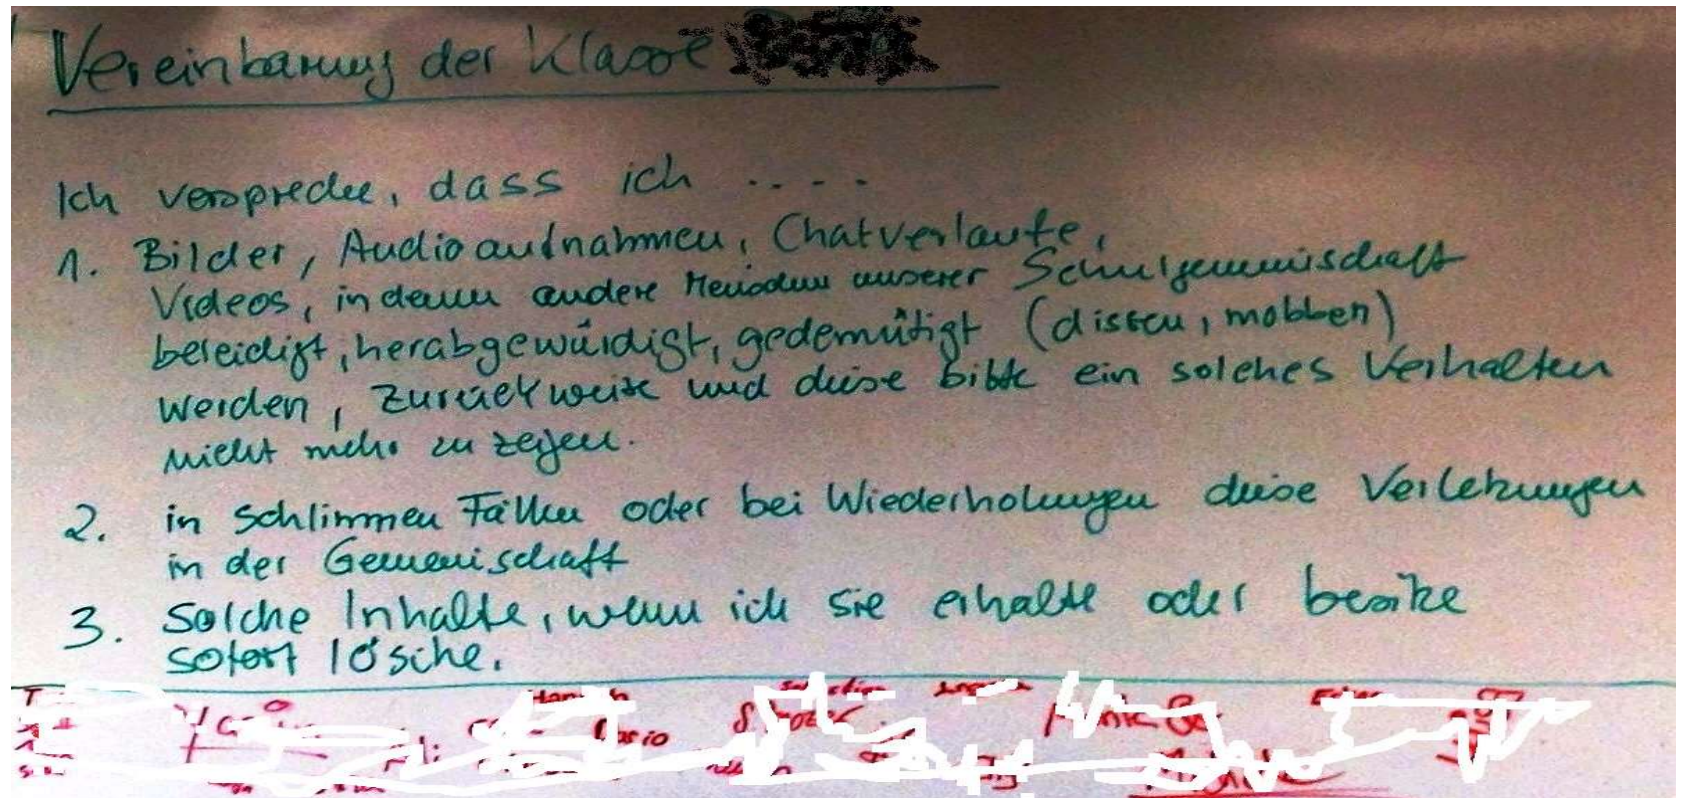 Vereinbarung der Klasse
Ich verspreche, dass ich ....
1. Bilder, Audioaufnahmen, Chatverläufe,
Videos, in denen andere Menschen unserer Schulgemeinschaft
beleidigt, herabgewürdigt, gedemütigt (dissen, mobben)
werden, zurückweise und diese bitte ein solches Verhalten
nicht mehr zu zeigen.
2. in schlimmen Fällen oder bei Wiederholungen diese Verletzungen
in der Gemeinschaft
3. Solche Inhalte, wenn ich sie erhalte oder besitze
sofort lösche.